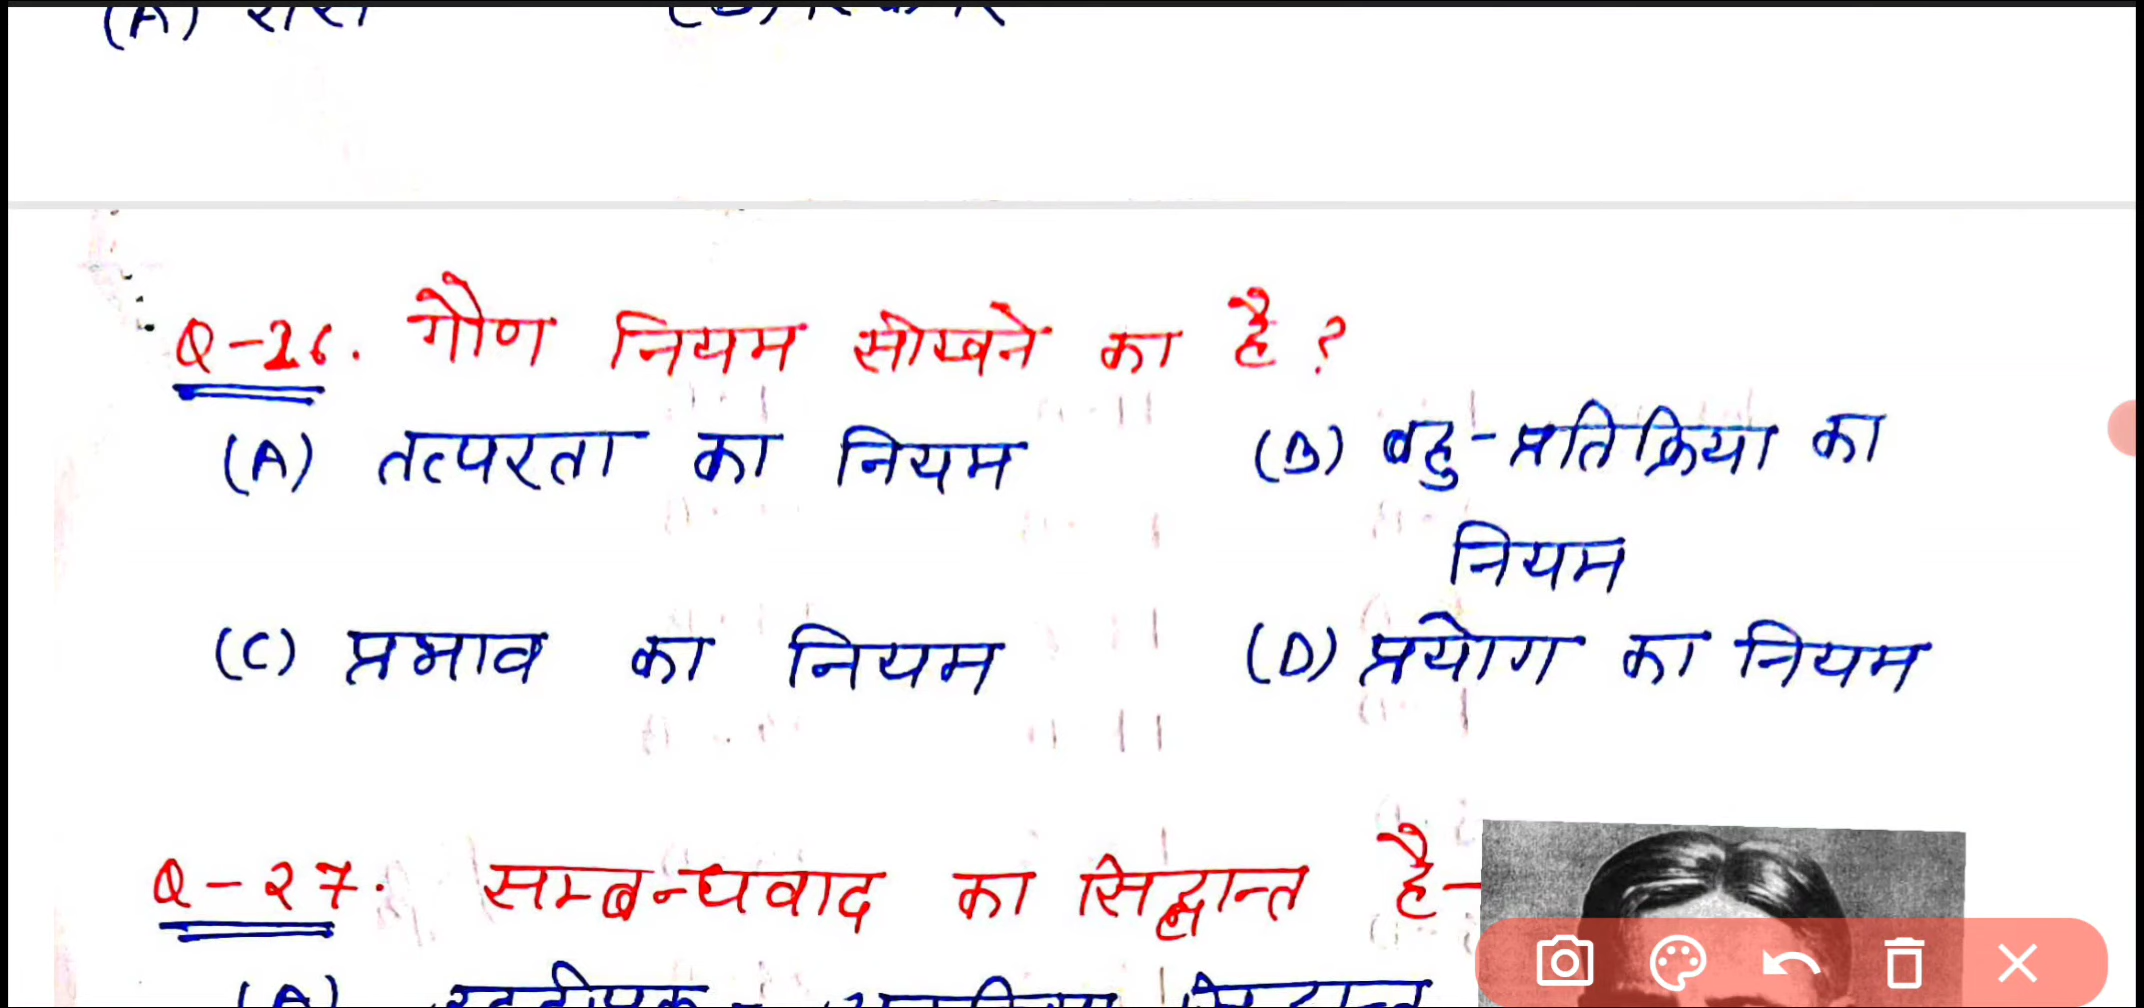 (A)
Q-26. गौण नियम सीखने का है ?
(A) तत्परता का नियम (B) बहु-प्रतिक्रिया का
नियम
(C) प्रभाव का नियम (D) प्रयोग का नियम
Q-27. सम्बन्धवाद का सिद्धान्त है-
(A)